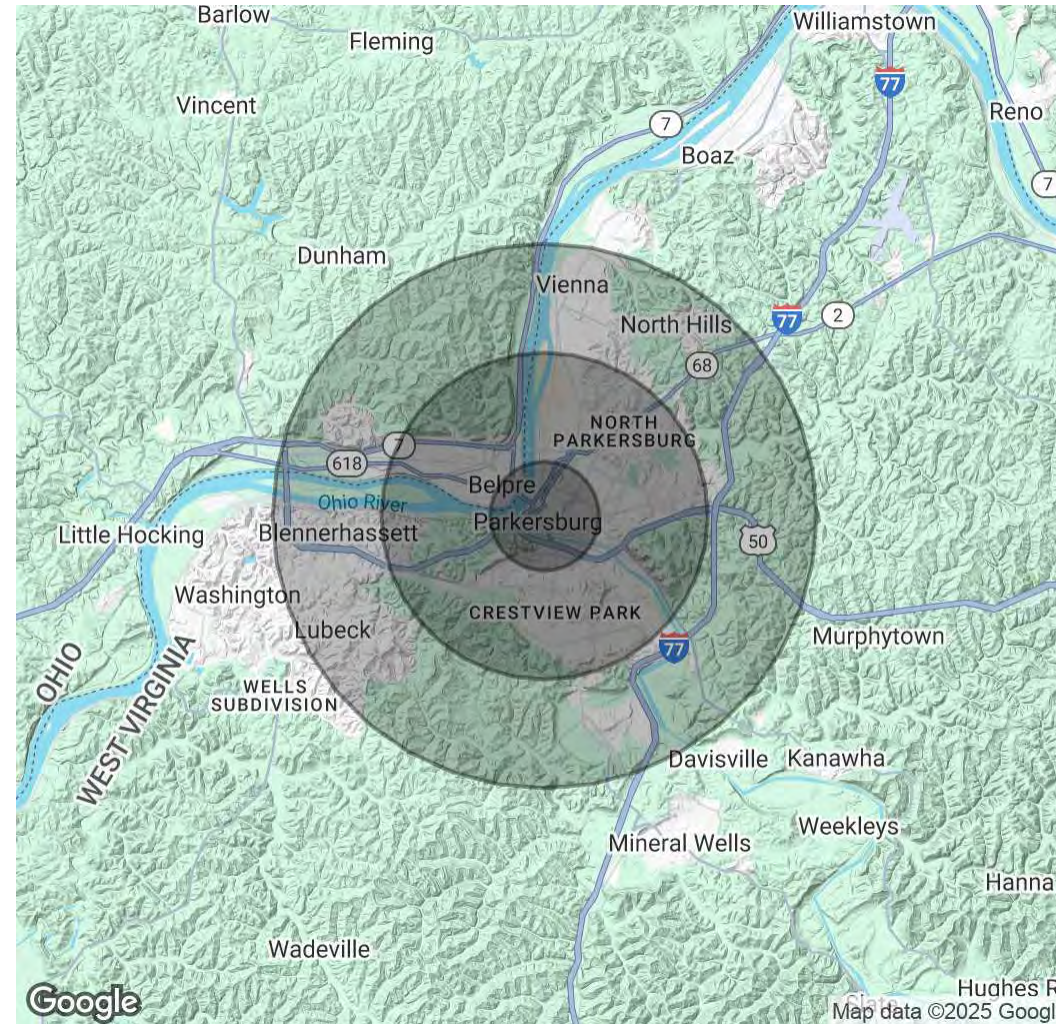 Barlow
Williamstown
Fleming
77
Vincent
Reno
7
Boaz
7
Dunham
Vienna
North Hills
77
2
68
NORTH
PARKERSBURG
7
618
Belpre
Ohio River
Parkersburg
Little Hocking
Blennerhassett
50
Washington
CRESTVIEW PARK
Lubeck
Murphytown
77
OHIO
WEST VIRGINIA
WELLS
SUBDIVISION
Davisville
Kanawha
Weekleys
Mineral Wells
Hanna
Wadeville
Hughes R
Slate
Google
Map data ©2025 Googl